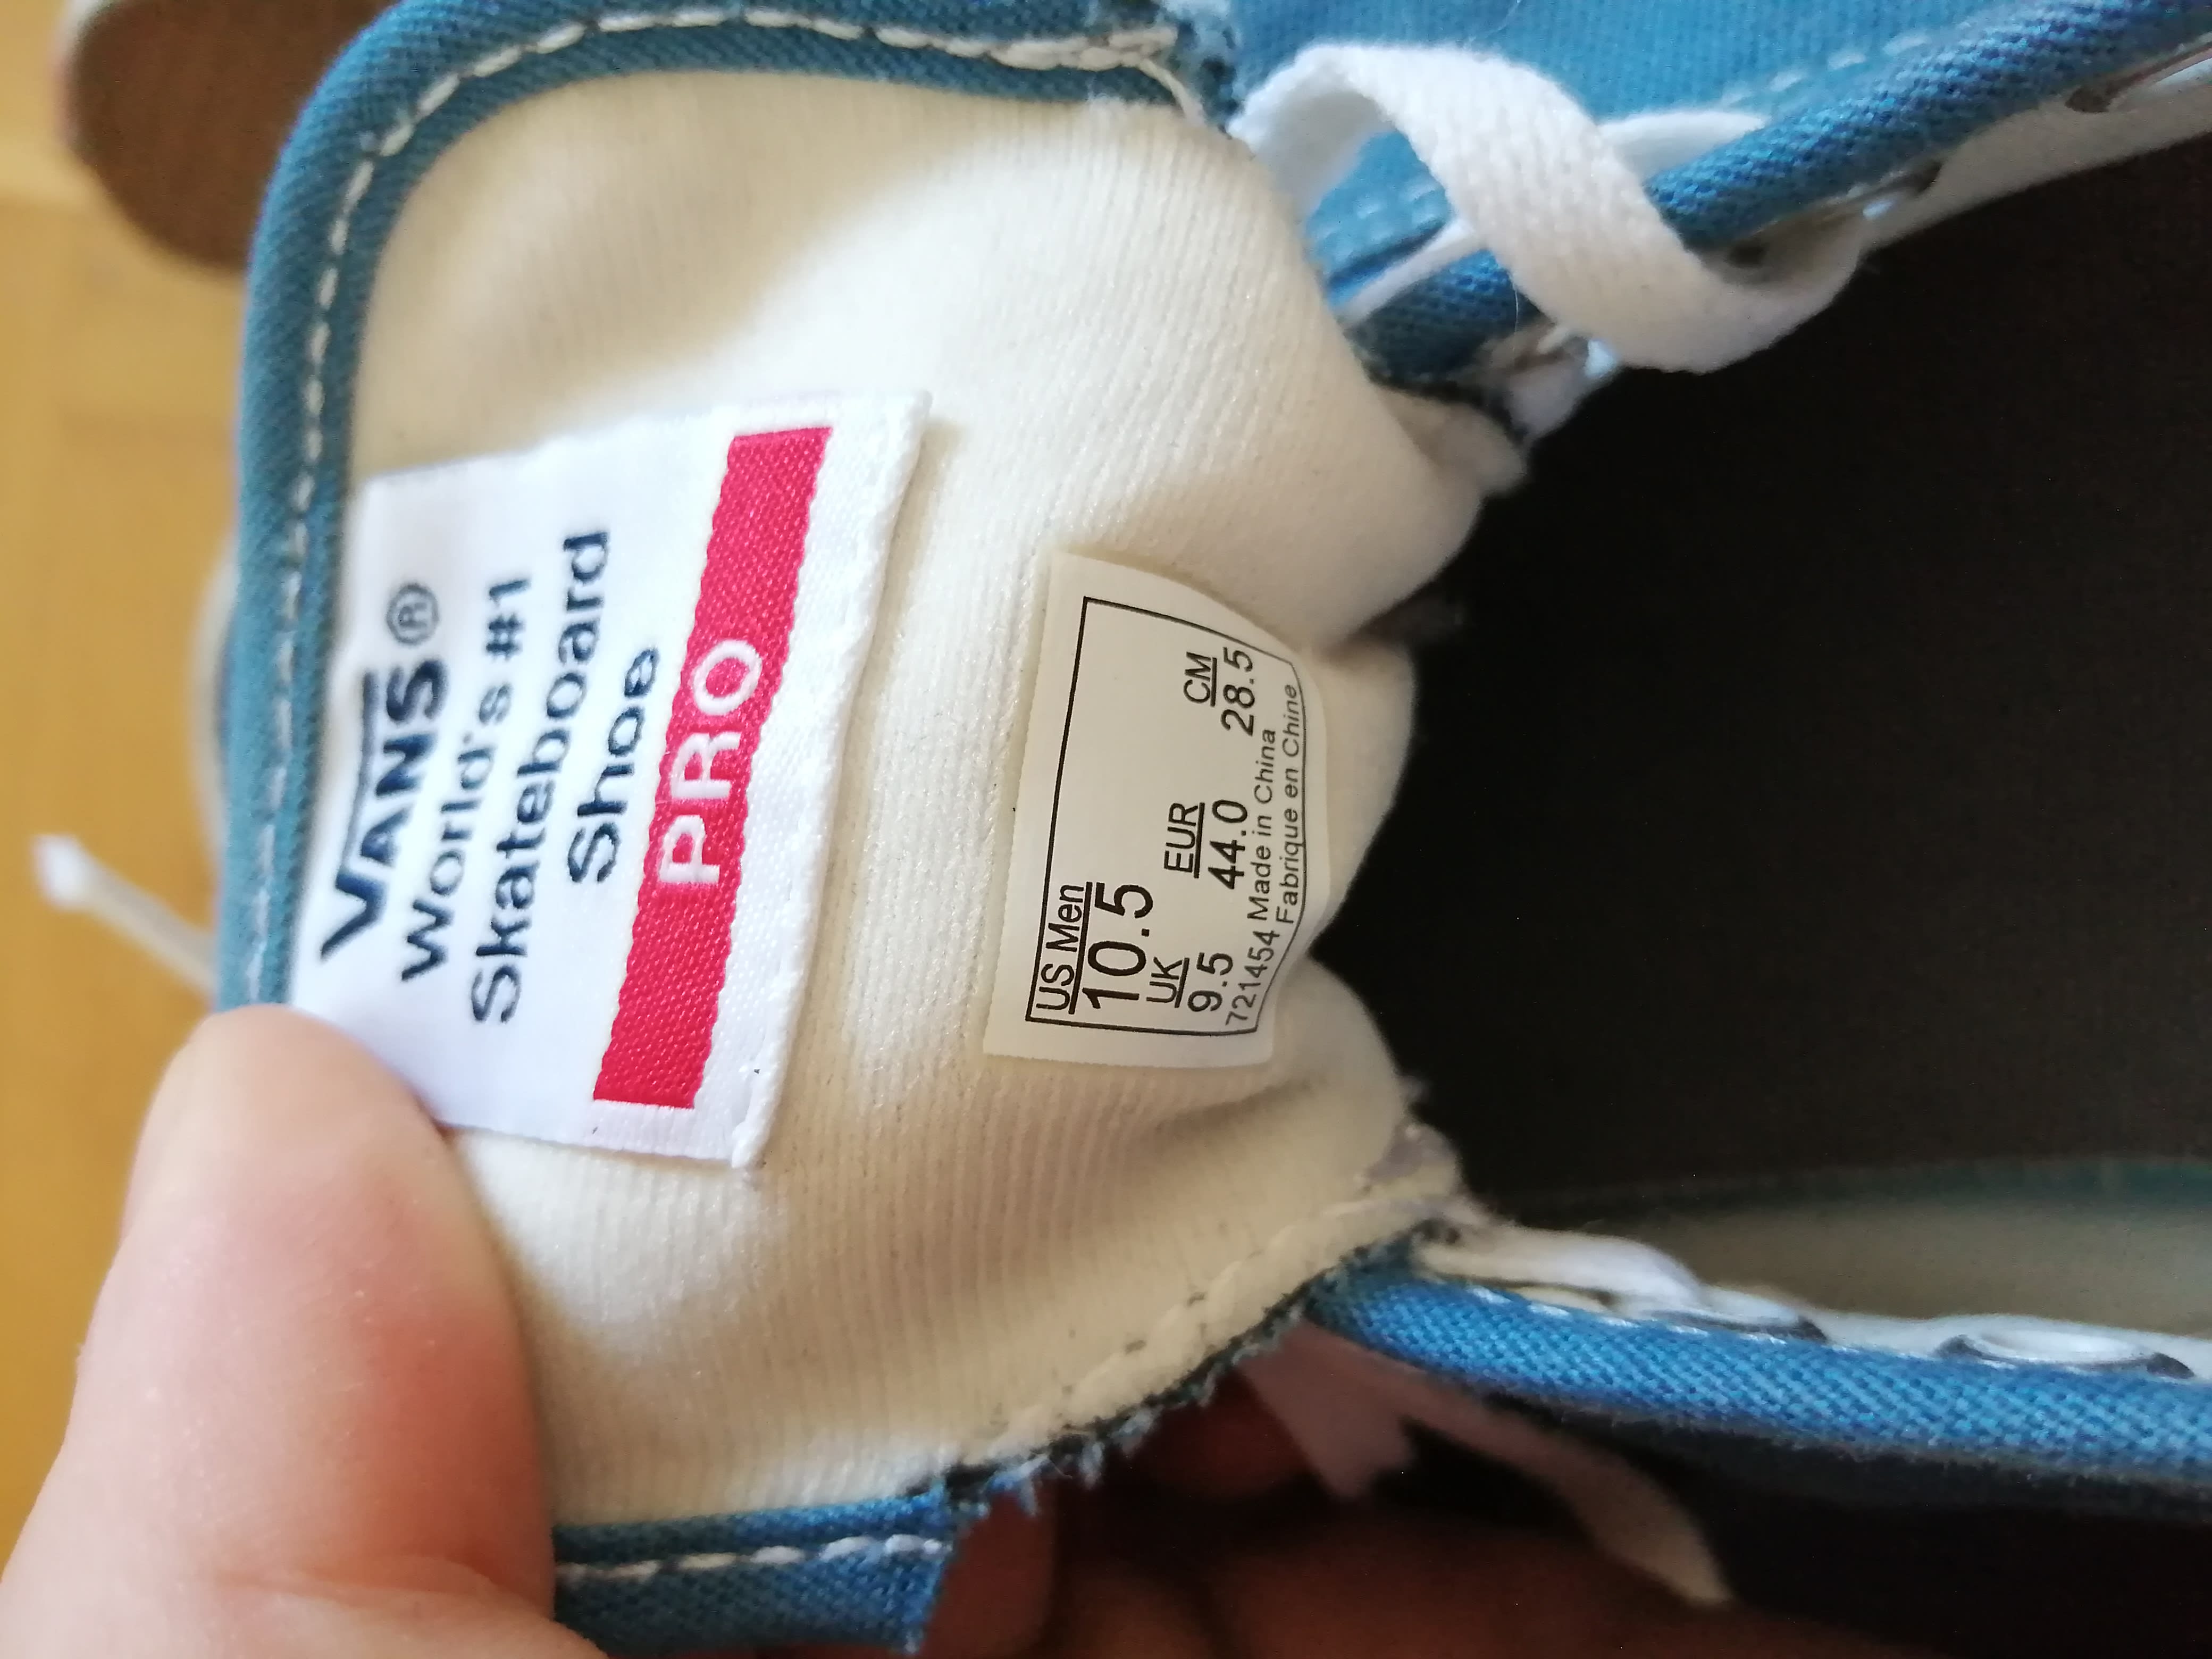 VANS®
World's #1
Skateboard
Shoe
PRO
US Men
10.5
UK EUR CM
9.5 44.0 28.5
721454 Made in China
Fabrique en Chine